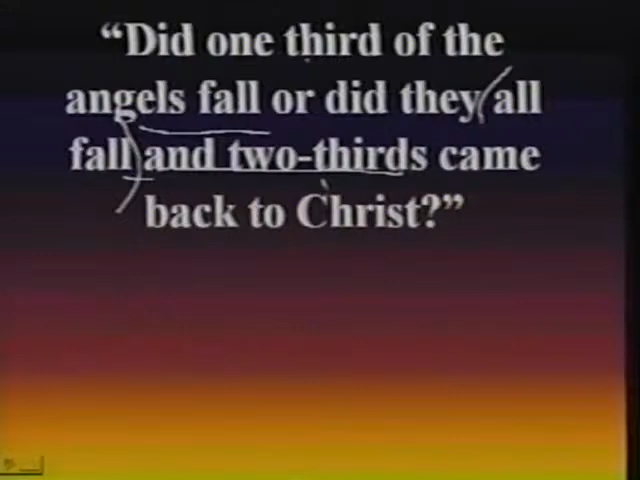 “Did one third of the
angels fall or did they all
fall and two-thirds came
back to Christ?”